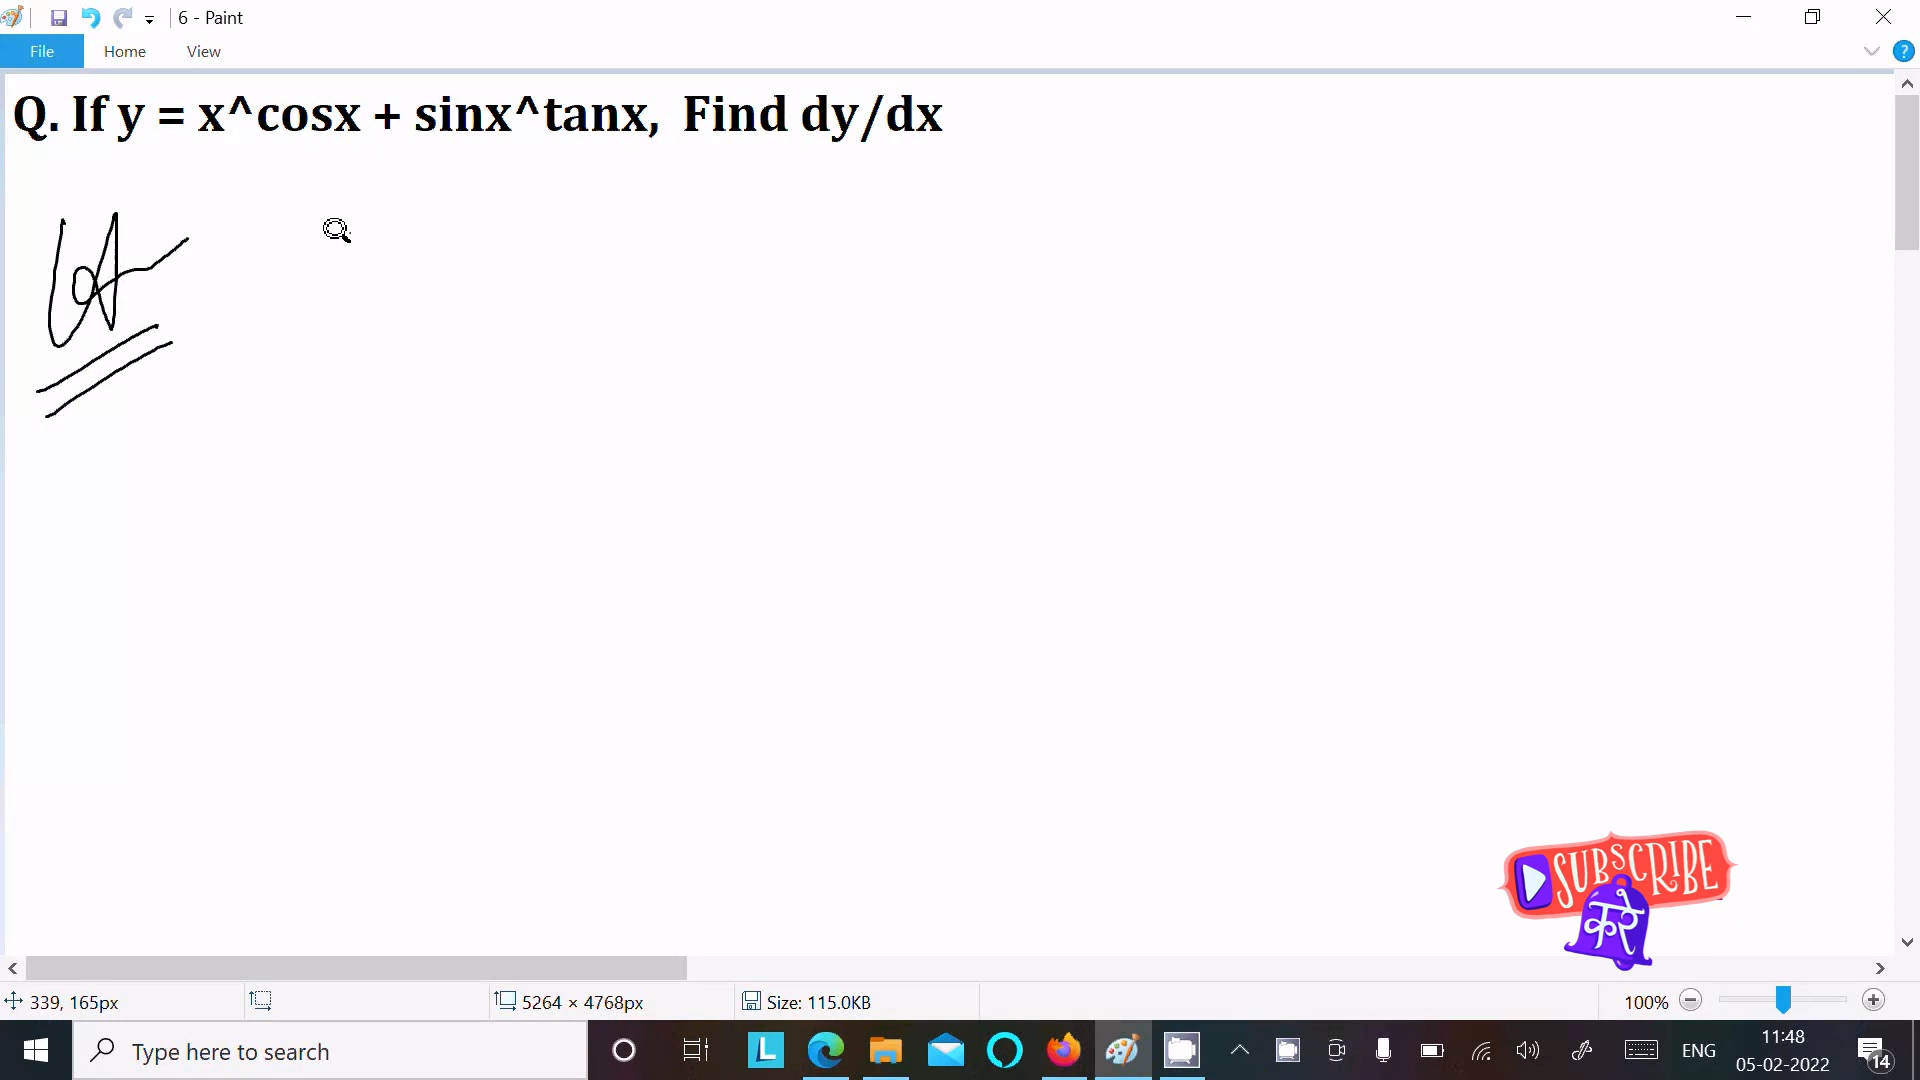 6 - Paint
File Home View
Q. If y = x^cosx + sinx^tanx, Find dy/dx
SUBSCRIBE
करे
339, 165px 5264 × 4768px Size: 115.0KB 100%
Type here to search
L
ENG
11:48
05-02-2022
14